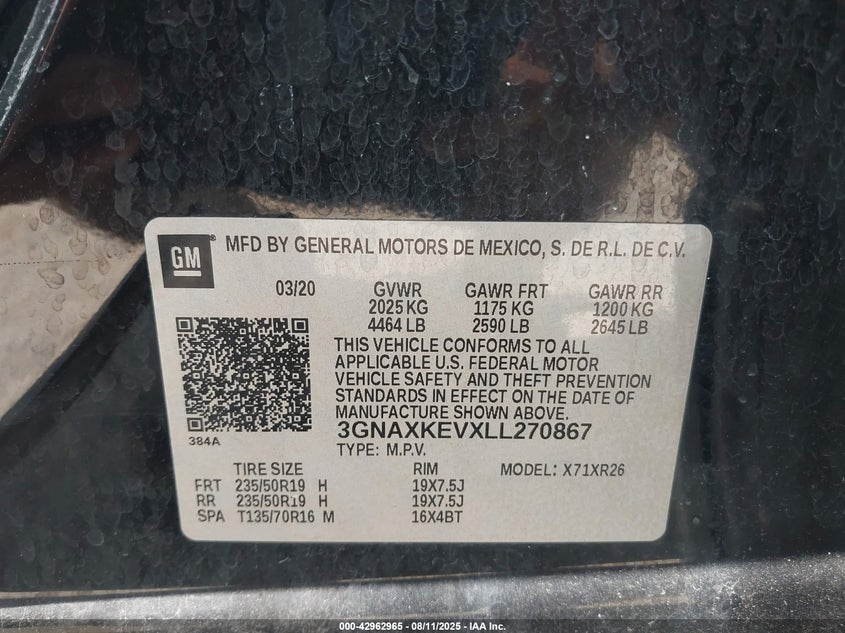 GM
MFD BY GENERAL MOTORS DE MEXICO, S. DE R.L. DE C.V.
03/20 GVWR GAWR FRT GAWR RR
2025 KG 1175 KG 1200 KG
4464 LB 2590 LB 2645 LB
THIS VEHICLE CONFORMS TO ALL
APPLICABLE U.S. FEDERAL MOTOR
VEHICLE SAFETY AND THEFT PREVENTION
STANDARDS IN EFFECT ON THE DATE OF
MANUFACTURE SHOWN ABOVE.
3GNAXKEVXLL270867
384A
TYPE: M.P.V.
TIRE SIZE RIM MODEL: X71XR26
FRT 235/50R19 H 19X7.5J
RR 235/50R19 H 19X7.5J
SPA T135/70R16 M 16X4BT
000-42962965 - 08/11/2025 - IAA Inc.